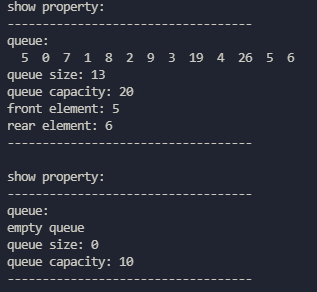 show property:
-----------------------------------
queue:
  5  0  7  1  8  2  9  3  19  4  26  5  6
queue size: 13
queue capacity: 20
front element: 5
rear element: 6
-----------------------------------
show property:
-----------------------------------
queue:
empty queue
queue size: 0
queue capacity: 10
-----------------------------------